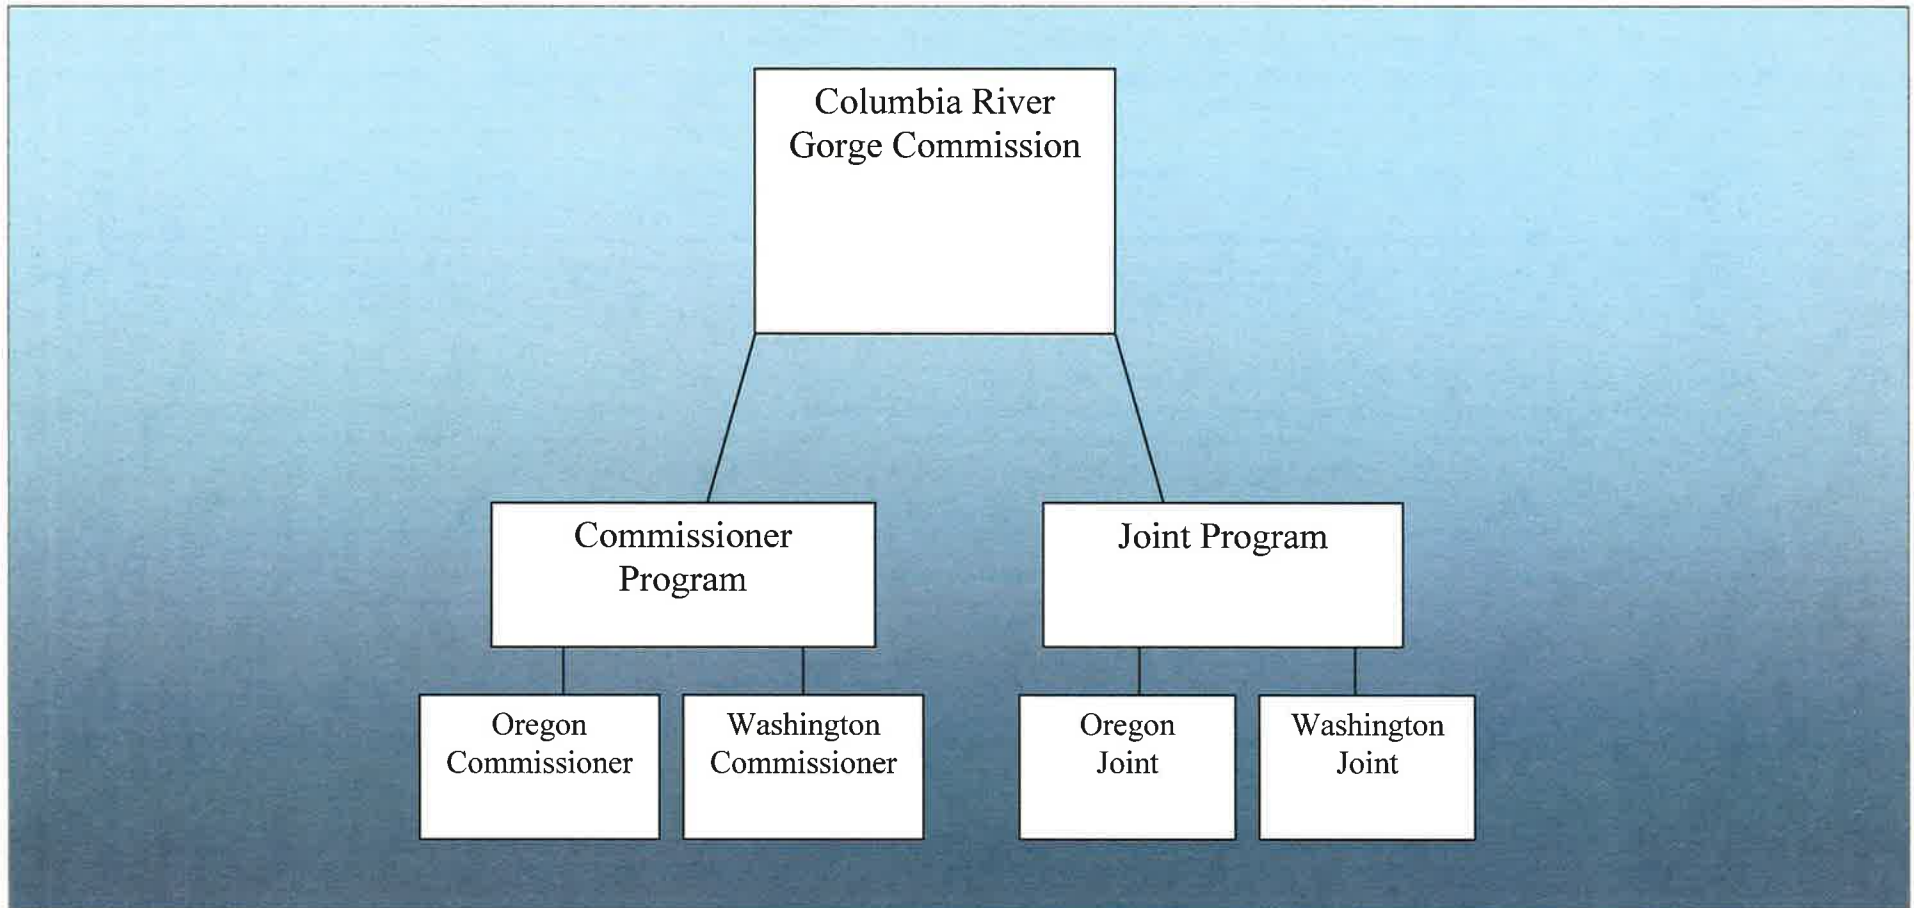 Columbia River
Gorge Commission
Commissioner
Program
Joint Program
Oregon
Commissioner
Washington
Commissioner
Oregon
Joint
Washington
Joint